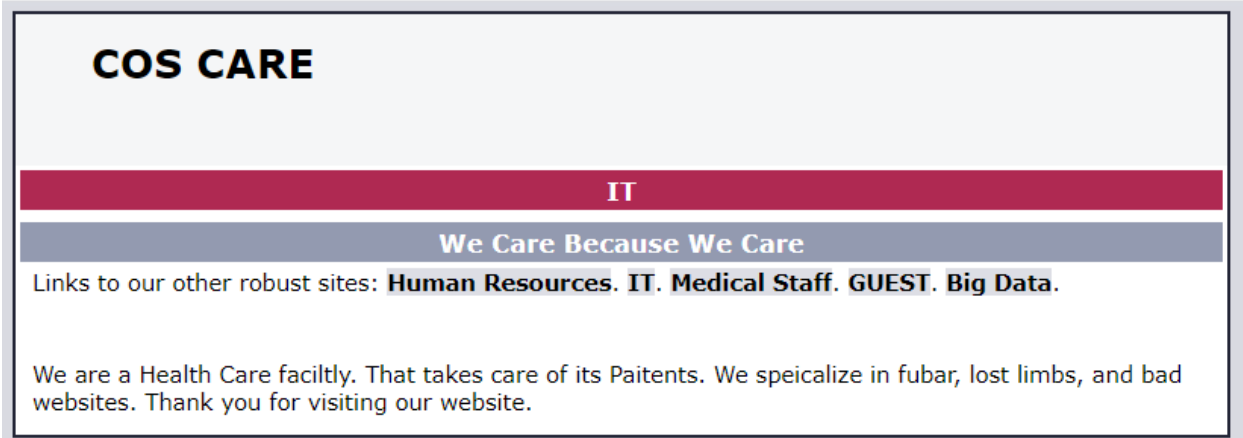 COS CARE
IT
We Care Because We Care
Links to our other robust sites: Human Resources. IT. Medical Staff. GUEST. Big Data.
We are a Health Care faciltly. That takes care of its Paitents. We speicalize in fubar, lost limbs, and bad
websites. Thank you for visiting our website.